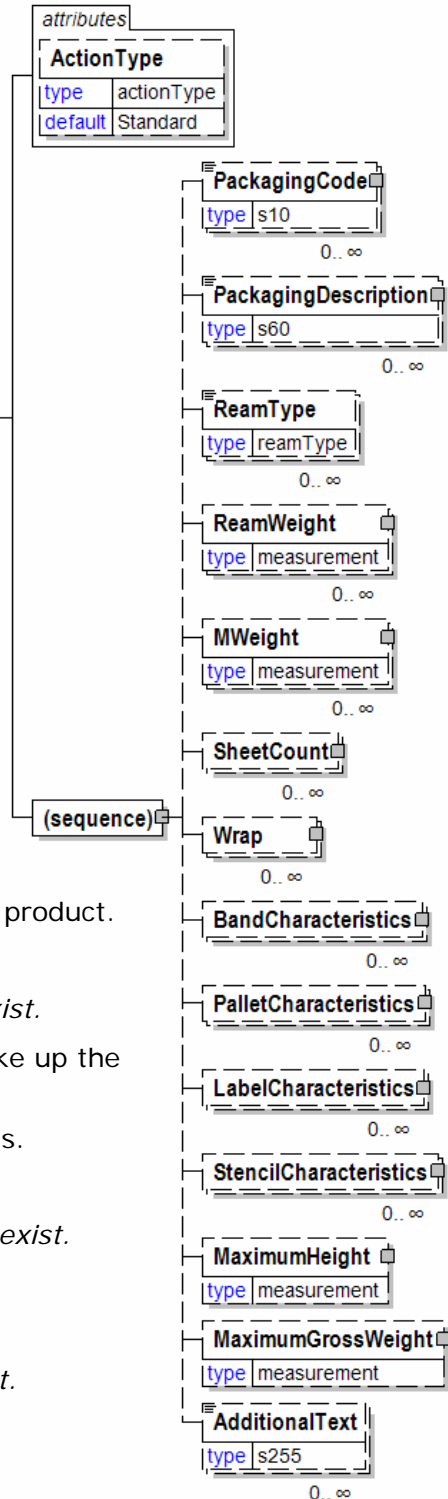 attributes
ActionType
type actionType
default Standard
PackagingCode
type s10
0.. ∞
PackagingDescription
type s60
0.. ∞
ReamType
type reamType
0.. ∞
ReamWeight
type measurement
0.. ∞
MWeight
type measurement
0.. ∞
SheetCount
0.. ∞
(sequence)
Wrap
0.. ∞
product.
BandCharacteristics
0.. ∞
xist.
PalletCharacteristics
0.. ∞
ke up the
LabelCharacteristics
0.. ∞
s.
StencilCharacteristics
0.. ∞
exist.
MaximumHeight
type measurement
MaximumGrossWeight
type measurement
t.
AdditionalText
type s255
0.. ∞